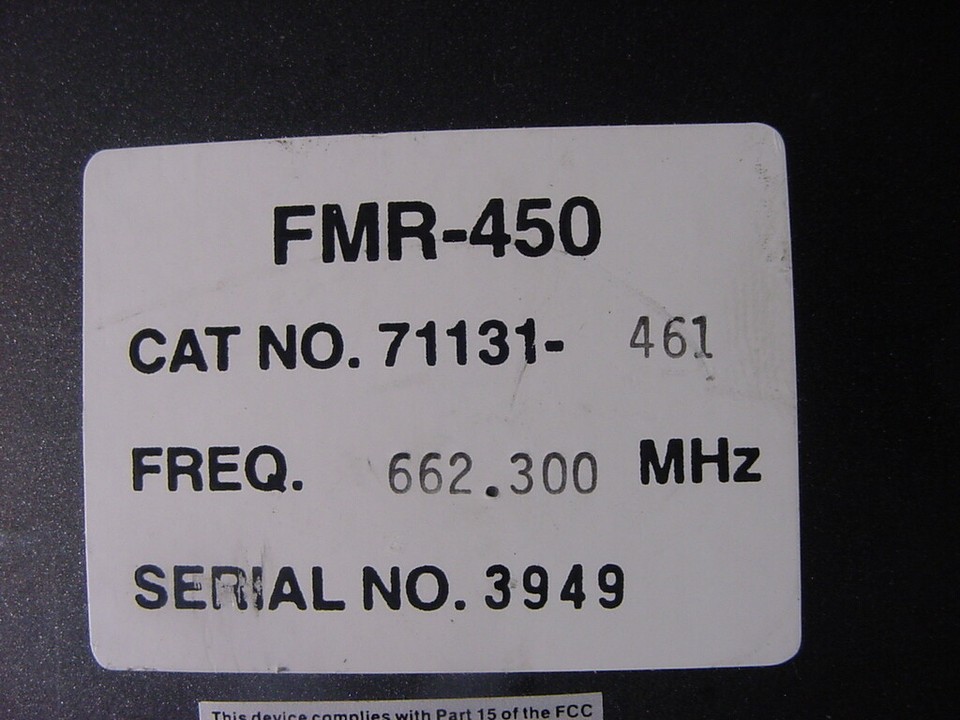 FMR-450
CAT NO. 71131- 461
FREQ. 662.300 MHz
SERIAL NO. 3949
This device complies with Part 15 of the FCC